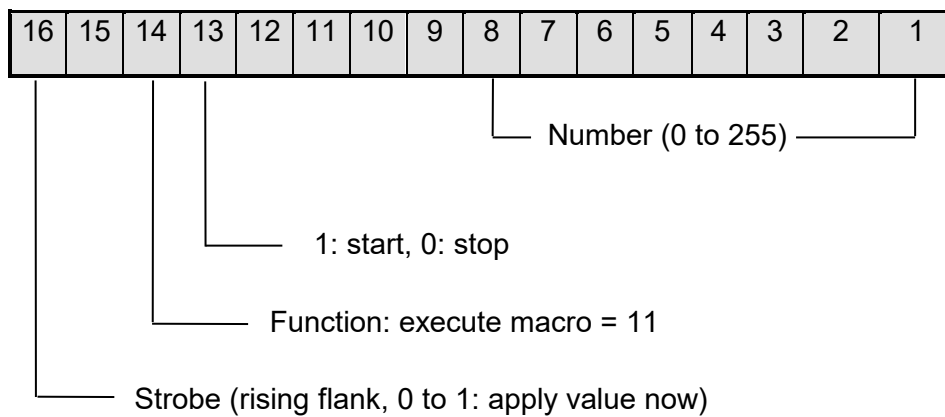 16 15 14 13 12 11 10 9 8 7 6 5 4 3 2 1
Number (0 to 255)
1: start, 0: stop
Function: execute macro = 11
Strobe (rising flank, 0 to 1: apply value now)